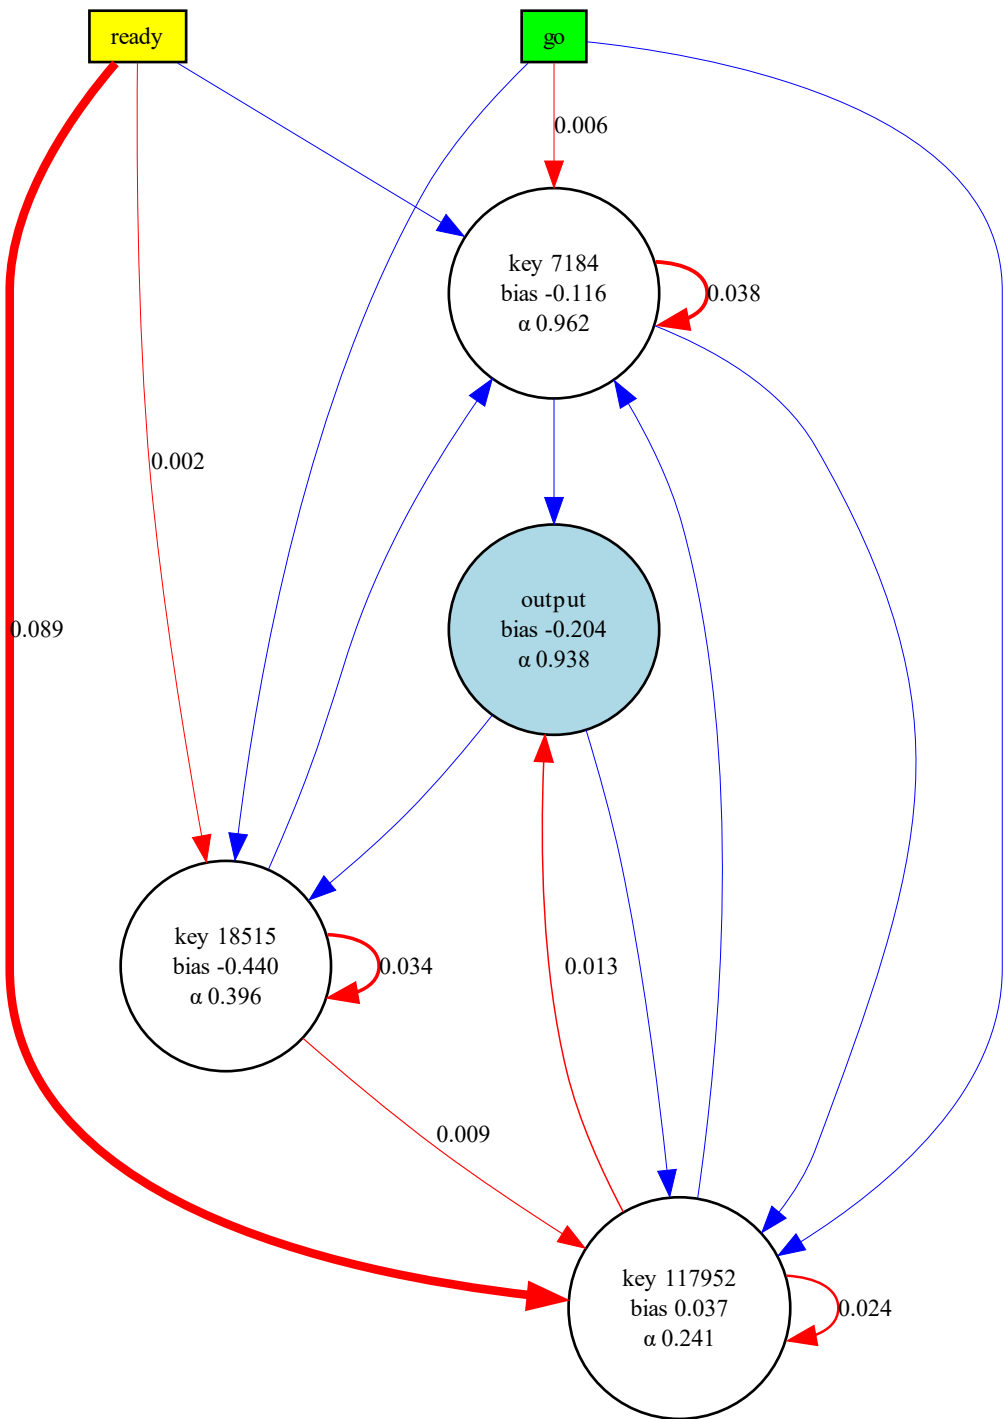 ready
go
0.006
key 7184
bias -0.116
α 0.962
0.038
0.002
output
bias -0.204
α 0.938
0.089
key 18515
bias -0.440
α 0.396
0.034
0.013
0.009
key 117952
bias 0.037
α 0.241
0.024